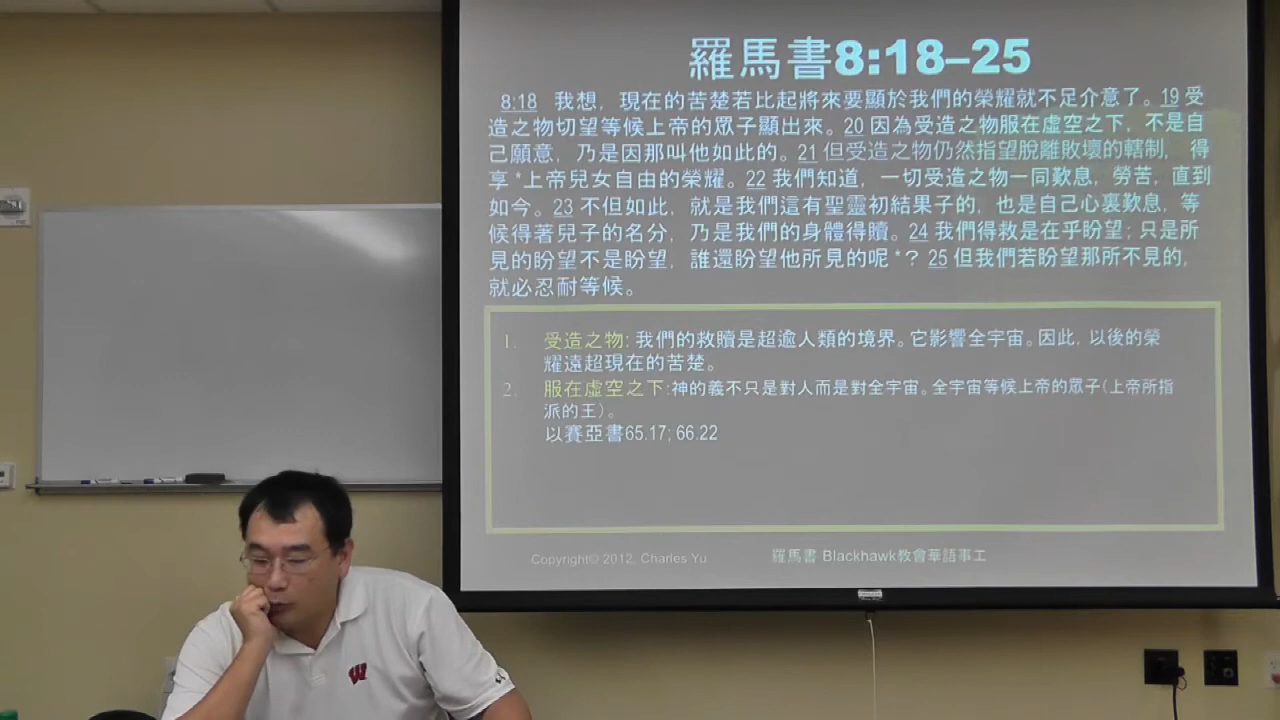 羅馬書8:18–25
8:18 我想，現在的苦楚若比起將來要顯於我們的榮耀就不足介意了。19 受
造之物切望等候上帝的眾子顯出來。20 因為受造之物服在虛空之下，不是自
己願意，乃是因那叫他如此的。21 但受造之物仍然指望脫離敗壞的轄制，得
享 *上帝兒女自由的榮耀。22 我們知道，一切受造之物一同歎息，勞苦，直到
如今。23 不但如此，就是我們這有聖靈初結果子的，也是自己心裏歎息，等
候得著兒子的名分，乃是我們的身體得贖。24 我們得救是在乎盼望；只是所
見的盼望不是盼望，誰還盼望他所見的呢 *？25 但我們若盼望那所不見的，
就必忍耐等候。
1. 受造之物: 我們的救贖是超逾人類的境界。它影響全宇宙。因此，以後的榮
耀遠超現在的苦楚。
2. 服在虛空之下:神的義不只是對人而是對全宇宙。全宇宙等候上帝的眾子（上帝所指
派的王）。
以賽亞書65.17; 66.22
Copyright© 2012, Charles Yu 羅馬書 Blackhawk教會華語事工
W